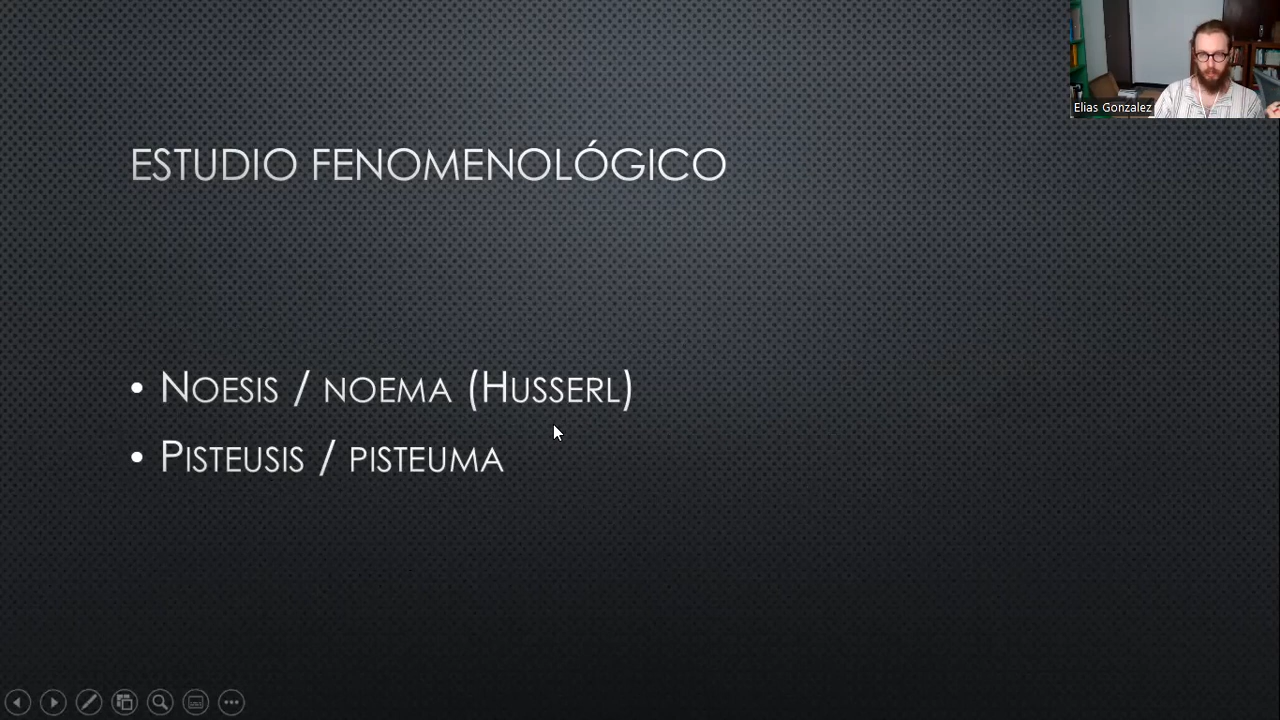 Elias Gonzalez
ESTUDIO FENOMENOLÓGICO
• NOESIS / NOEMA (HUSSERL)
• PISTEUSIS / PISTEUMA